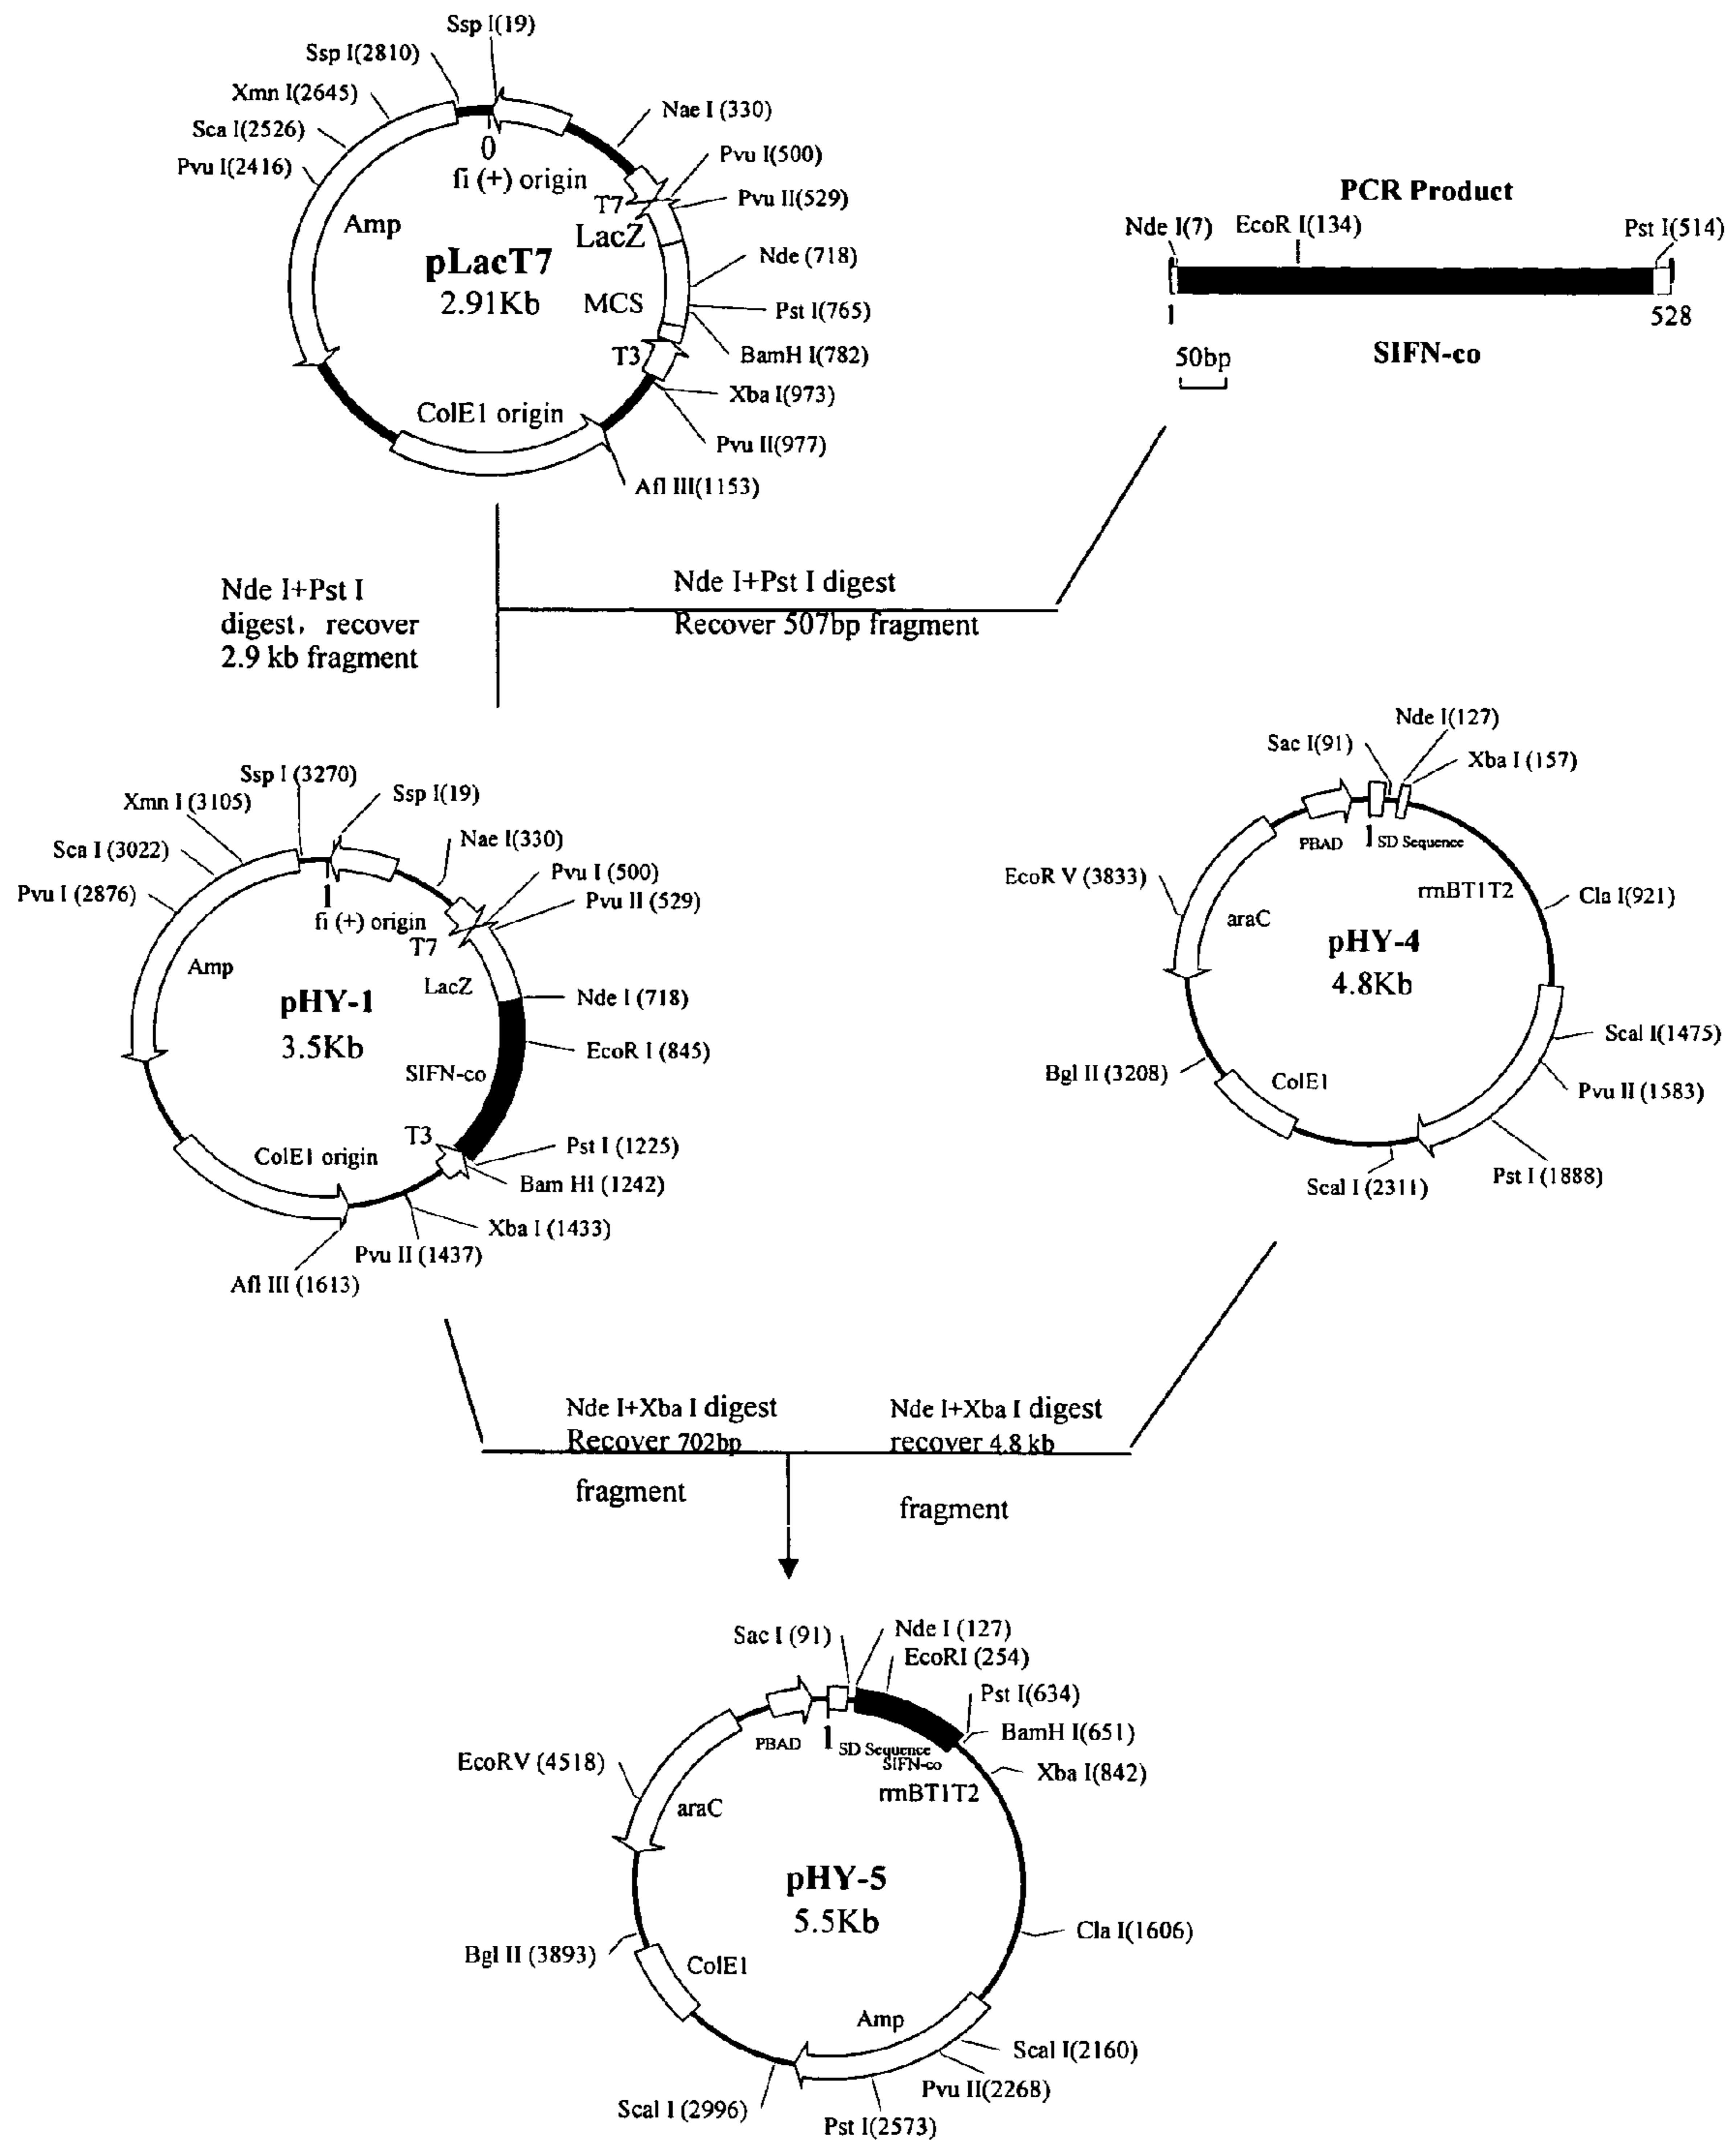 Ssp I(19)
Ssp I(2810)
Xmn I(2645)
Sca I(2526)
Pvu I(2416)
Nae I (330)
Pvu I(500)
Pvu II(529)
Nde (718)
Pst I(765)
BamH I(782)
Xba I(973)
Pvu II(977)
Afl III(1153)
0
fi (+) origin
T7
LacZ
Amp
pLacT7
2.91Kb
MCS
T3
ColE1 origin
PCR Product
Nde I(7)
EcoR I(134)
Pst I(514)
1
528
50bp
SIFN-co
Nde I+Pst I
digest, recover
2.9 kb fragment
Nde I+Pst I digest
Recover 507bp fragment
Ssp I (3270)
Xmn I (3105)
Sca I (3022)
Pvu I (2876)
Ssp I(19)
Nae I(330)
Pvu I (500)
Pvu II (529)
Nde I (718)
EcoR I (845)
Pst I (1225)
Bam HI (1242)
Xba I (1433)
Pvu II (1437)
Afl III (1613)
1
fi (+) origin
T7
Amp
LacZ
pHY-1
3.5Kb
SIFN-co
T3
ColE1 origin
Nde I(127)
Sac I(91)
Xba I (157)
PBAD
1
SD Sequence
EcoR V (3833)
rrnBT1T2
Cla I(921)
araC
pHY-4
4.8Kb
Scal I(1475)
Bgl II (3208)
ColE1
Pvu II (1583)
Pst I (1888)
Scal I (2311)
Nde I+Xba I digest
Recover 702bp
fragment
Nde I+Xba I digest
recover 4.8 kb
fragment
Sac I (91)
Nde I (127)
EcoRI (254)
Pst I(634)
BamH I(651)
Xba I(842)
PBAD
1
SD Sequence
SIFN-co
rrnBT1T2
EcoRV (4518)
araC
pHY-5
5.5Kb
Cla I(1606)
Bgl II (3893)
ColE1
Amp
Scal I(2160)
Pvu II(2268)
Scal I (2996)
Pst I(2573)